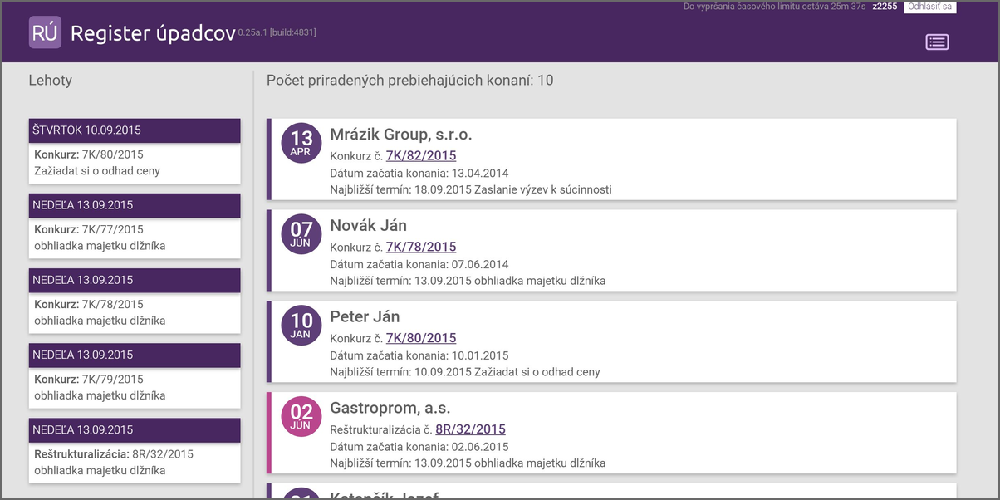 Do vypršania časového limitu ostáva 25m 37s z2255 Odhlásiť sa
RÚ Register úpadcov 0.25a.1 [build:4831]
Lehoty
ŠTVRTOK 10.09.2015
Konkurz: 7K/80/2015
Zažiadat si o odhad ceny
NEDEĽA 13.09.2015
Konkurz: 7K/77/2015
obhliadka majetku dlžníka
NEDEĽA 13.09.2015
Konkurz: 7K/78/2015
obhliadka majetku dlžníka
NEDEĽA 13.09.2015
Konkurz: 7K/79/2015
obhliadka majetku dlžníka
NEDEĽA 13.09.2015
Reštrukturalizácia: 8R/32/2015
obhliadka majetku dlžníka
Počet priradených prebiehajúcich konaní: 10
13
APR
Mrázik Group, s.r.o.
Konkurz č. 7K/82/2015
Dátum začatia konania: 13.04.2014
Najbližší termín: 18.09.2015 Zaslanie výzev k súcinnosti
07
JÚN
Novák Ján
Konkurz č. 7K/78/2015
Dátum začatia konania: 07.06.2014
Najbližší termín: 13.09.2015 obhliadka majetku dlžníka
10
JAN
Peter Ján
Konkurz č. 7K/80/2015
Dátum začatia konania: 10.01.2015
Najbližší termín: 10.09.2015 Zažiadat si o odhad ceny
02
JÚN
Gastroprom, a.s.
Reštrukturalizácia č. 8R/32/2015
Dátum začatia konania: 02.06.2015
Najbližší termín: 13.09.2015 obhliadka majetku dlžníka